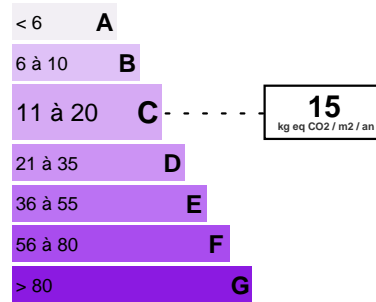 < 6 A
6 à 10 B
11 à 20 C
15
kg eq CO2 / m2 / an
21 à 35 D
36 à 55 E
56 à 80 F
> 80 G